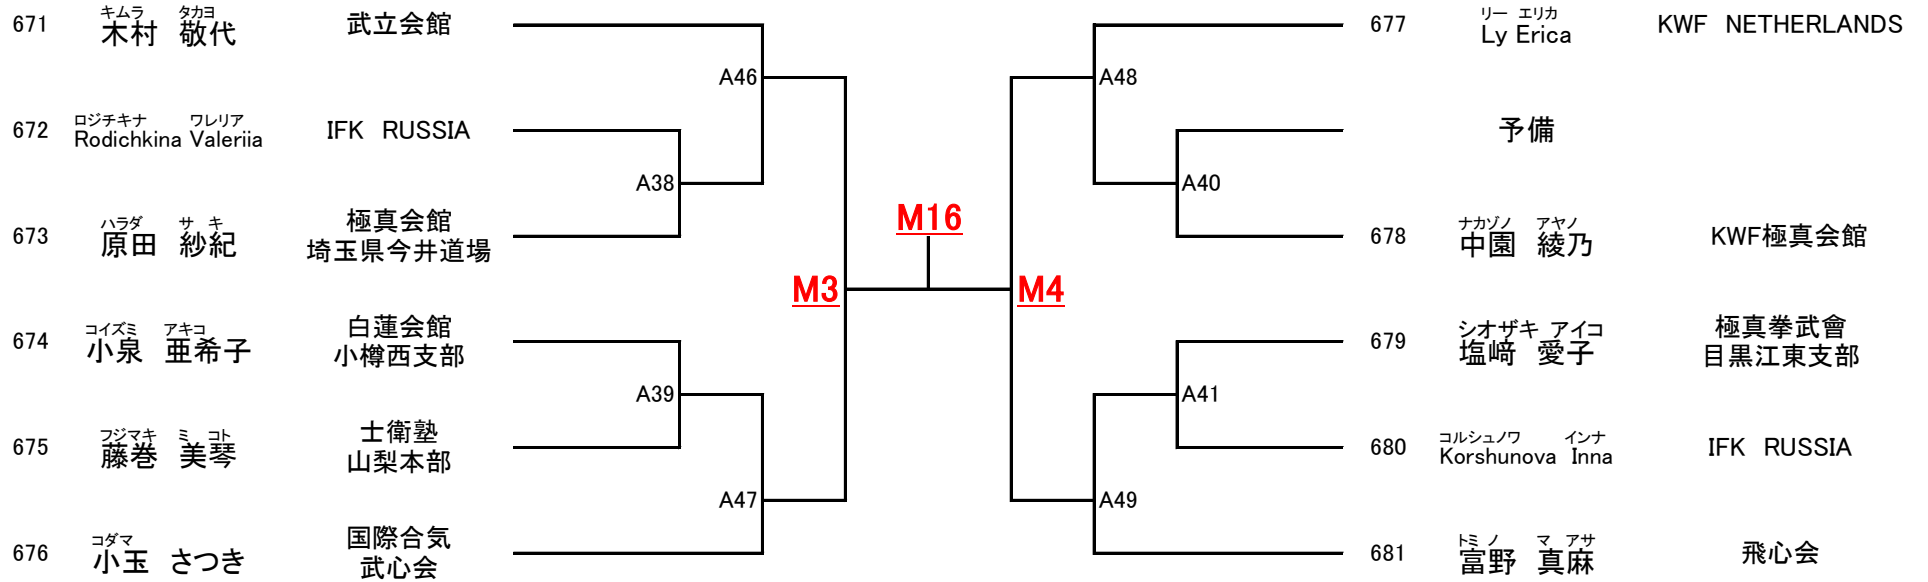 キムラ タカヨ
671 木村 敬代 武立会館
A46
ロジチキナ ワレリア
672 Rodichkina Valeriia IFK RUSSIA
A38
ハラダ サ キ
673 原田 紗紀 極真会館
埼玉県今井道場
M3
コイズミ アキコ
674 小泉 亜希子 白蓮会館
小樽西支部
A39
フジマキ ミ コト
675 藤巻 美琴 士衛塾
山梨本部
A47
コダマ
676 小玉 さつき 国際合気
武心会
M16
リー エリカ
677 Ly Erica KWF NETHERLANDS
A48
予備
A40
ナカゾノ アヤノ
678 中園 綾乃 KWF極真会館
M4
シオザキ アイコ
679 塩﨑 愛子 極真拳武會
目黒江東支部
A41
コルシュノワ インナ
680 Korshunova Inna IFK RUSSIA
A49
トミ ノ マ アサ
681 富野 真麻 飛心会